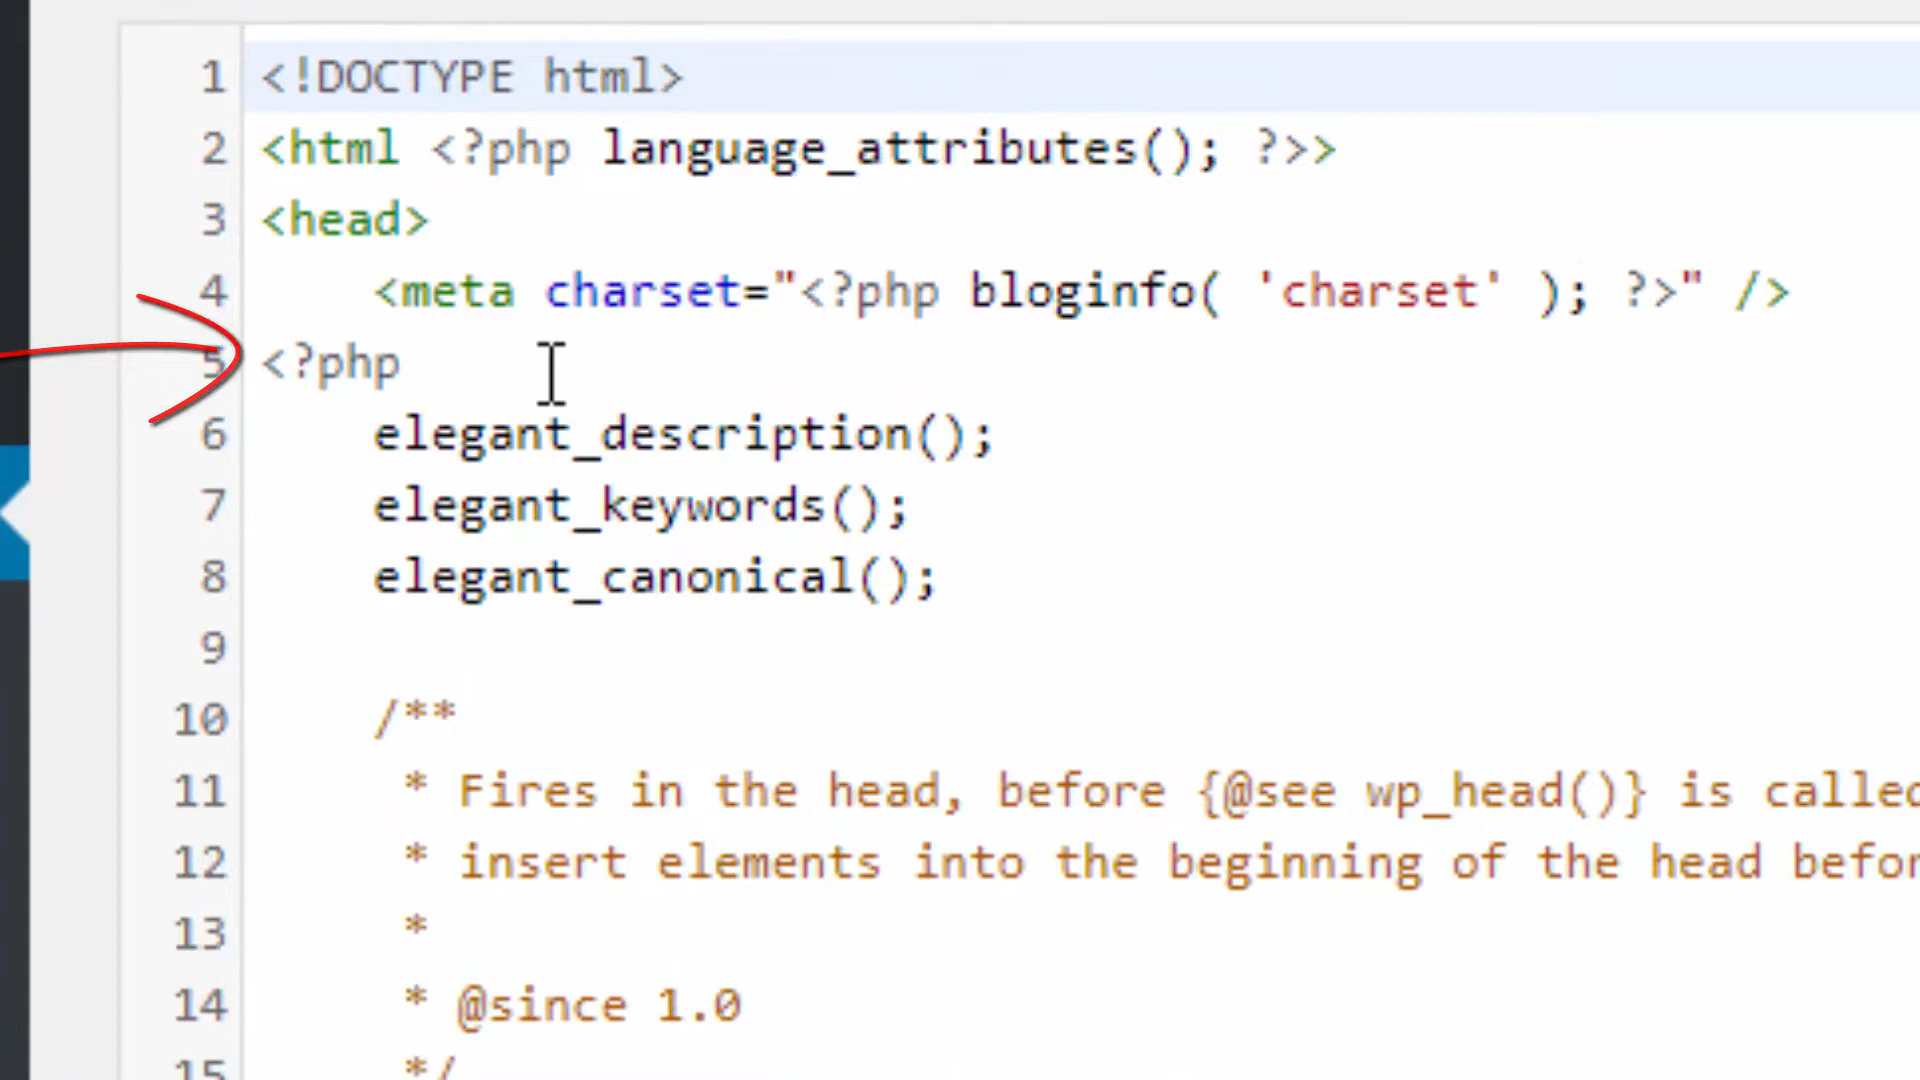 1 <!DOCTYPE html>
2 <html <?php language_attributes(); ?>>
3 <head>
4 <meta charset="<?php bloginfo( 'charset' ); ?>" />
5 <?php
6 elegant_description();
7 elegant_keywords();
8 elegant_canonical();
9
10 /**
11 * Fires in the head, before {@see wp_head()} is called
12 * insert elements into the beginning of the head befor
13 *
14 * @since 1.0
15 */